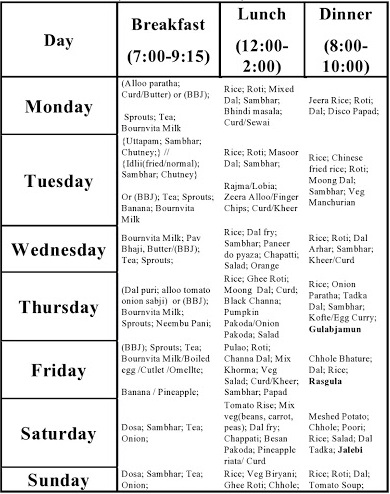 Day
Breakfast
(7:00-9:15)
Lunch
(12:00-
2:00)
Dinner
(8:00-
10:00)
Monday
(Alloo paratha;
Curd/Butter) or (BBJ);
Sprouts; Tea;
Bournvita Milk
Rice; Roti; Mixed
Dal; Sambhar;
Bhindi masala;
Curd/Sewai
Jeera Rice; Roti;
Dal; Disco Papad;
Tuesday
{Uttapam; Sambhar;
Chutney;} //
{Idlii(fried/normal);
Sambhar; Chutney}
Or (BBJ); Tea; Sprouts;
Banana; Bournvita
Milk
Rice; Roti; Masoor
Dal; Sambhar;
Rajma/Lobia;
Zeera Alloo/Finger
Chips; Curd/Kheer
Rice; Chinese
fried rice; Roti;
Moong Dal;
Sambhar; Veg
Manchurian
Wednesday
Bournvita Milk; Pav
Bhaji, Butter/(BBJ);
Tea; Sprouts;
Rice; Dal fry;
Sambhar; Paneer
do pyaza; Chapatti;
Salad; Orange
Rice; Roti; Dal
Arhar; Sambhar;
Kheer/Curd
Thursday
(Dal puri; alloo tomato
onion sabji) or (BBJ);
Bournvita Milk;
Sprouts; Neembu Pani;
Rice; Ghee Roti;
Moong Dal; Curd;
Black Channa;
Pumpkin
Pakoda/Onion
Pakoda; Salad
Rice; Onion
Paratha; Tadka
Dal; Sambhar;
Kofte/Egg Curry;
Gulabjamun
Friday
(BBJ); Sprouts; Tea;
Bournvita Milk/Boiled
egg /Cutlet /Omellte;
Banana / Pineapple;
Pulao; Roti;
Channa Dal; Mix
Khorma; Veg
Salad; Curd/Kheer;
Sambhar; Papad
Chhole Bhature;
Dal; Rice;
Rasgula
Saturday
Dosa; Sambhar; Tea;
Onion;
Tomato Rise; Mix
veg(beans, carrot,
peas); Dal fry;
Chappati; Besan
Pakoda; Pineapple
riata/ Curd
Meshed Potato;
Chhole; Poori;
Rice; Salad; Dal
Tadka; Jalebi
Sunday
Dosa; Sambhar; Tea;
Onion;
Rice; Veg Biryani;
Ghee Roti; Chhole;
Rice; Roti; Dal;
Tomato Soup;